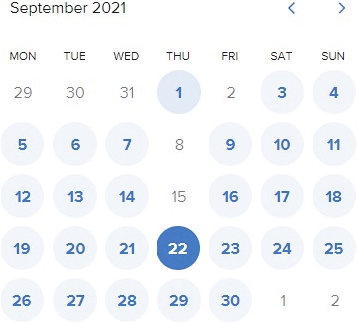 September 2021
MON TUE WED THU FRI SAT SUN
29 30 31 1 2 3 4
5 6 7 8 9 10 11
12 13 14 15 16 17 18
19 20 21 22 23 24 25
26 27 28 29 30 1 2